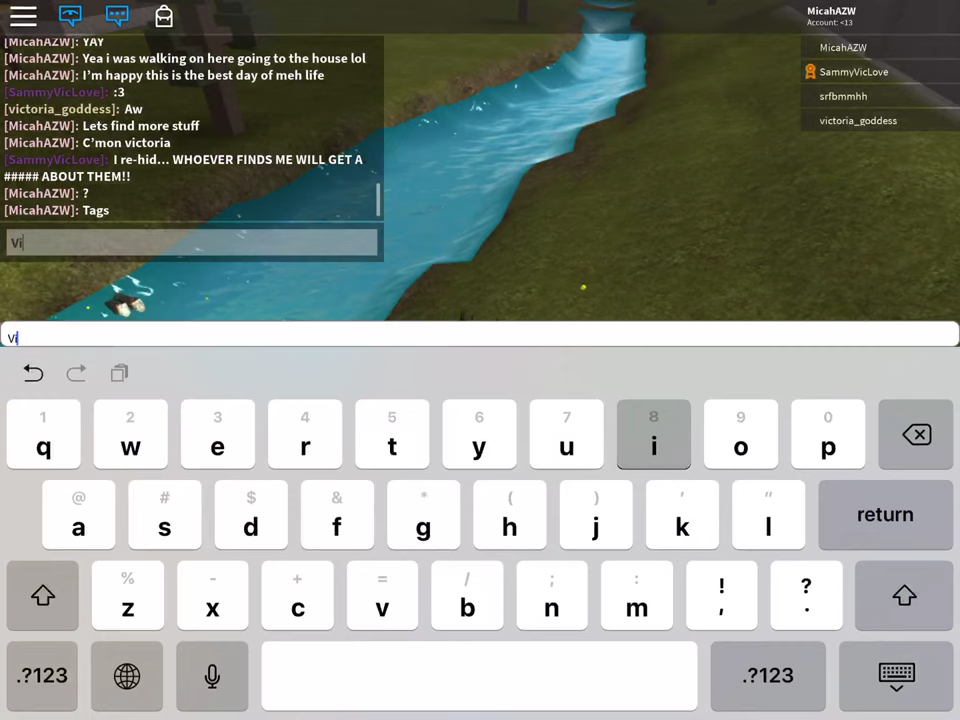 MicahAZW
Account: <13
MicahAZW
SammyVicLove
srfbmmhh
victoria_goddess
[MicahAZW]: YAY
[MicahAZW]: Yea i was walking on here going to the house lol
[MicahAZW]: I'm happy this is the best day of meh life
[SammyVicLove]: :3
[victoria_goddess]: Aw
[MicahAZW]: Lets find more stuff
[MicahAZW]: C'mon victoria
[SammyVicLove]: I re-hid... WHOEVER FINDS ME WILL GET A
##### ABOUT THEM!!
[MicahAZW]: ?
[MicahAZW]: Tags
Vi
Vi
1 2 3 4 5 6 7 8 9 0
q w e r t y u i o p
@ # $ & * ( ) ' "
a s d f g h j k l return
% - + = / ; : ! ?
z x c v b n m , .
.?123 .?123